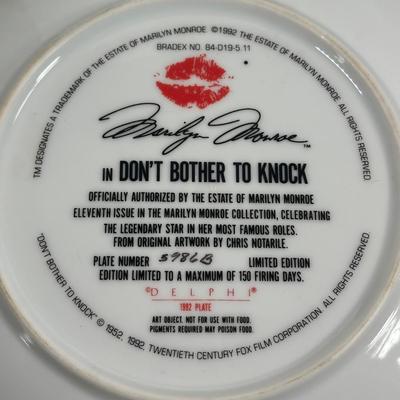 TM DESIGNATES A TRADEMARK OF THE ESTATE OF MARILYN MONROE ©1992 THE ESTATE OF MARILYN MONROE ALL RIGHTS RESERVED
BRADEX NO. 84-D19-5.11
Marilyn Monroe™
IN DON'T BOTHER TO KNOCK
OFFICIALLY AUTHORIZED BY THE ESTATE OF MARILYN MONROE
ELEVENTH ISSUE IN THE MARILYN MONROE COLLECTION, CELEBRATING
THE LEGENDARY STAR IN HER MOST FAMOUS ROLES.
FROM ORIGINAL ARTWORK BY CHRIS NOTARILE.
PLATE NUMBER 5986B LIMITED EDITION
EDITION LIMITED TO A MAXIMUM OF 150 FIRING DAYS.
©DELPHI®
1992 PLATE
ART OBJECT. NOT FOR USE WITH FOOD.
PIGMENTS REQUIRED MAY POISON FOOD.
"DON'T BOTHER TO KNOCK" © 1952, 1992, TWENTIETH CENTURY FOX FILM CORPORATION. ALL RIGHTS RESERVED.